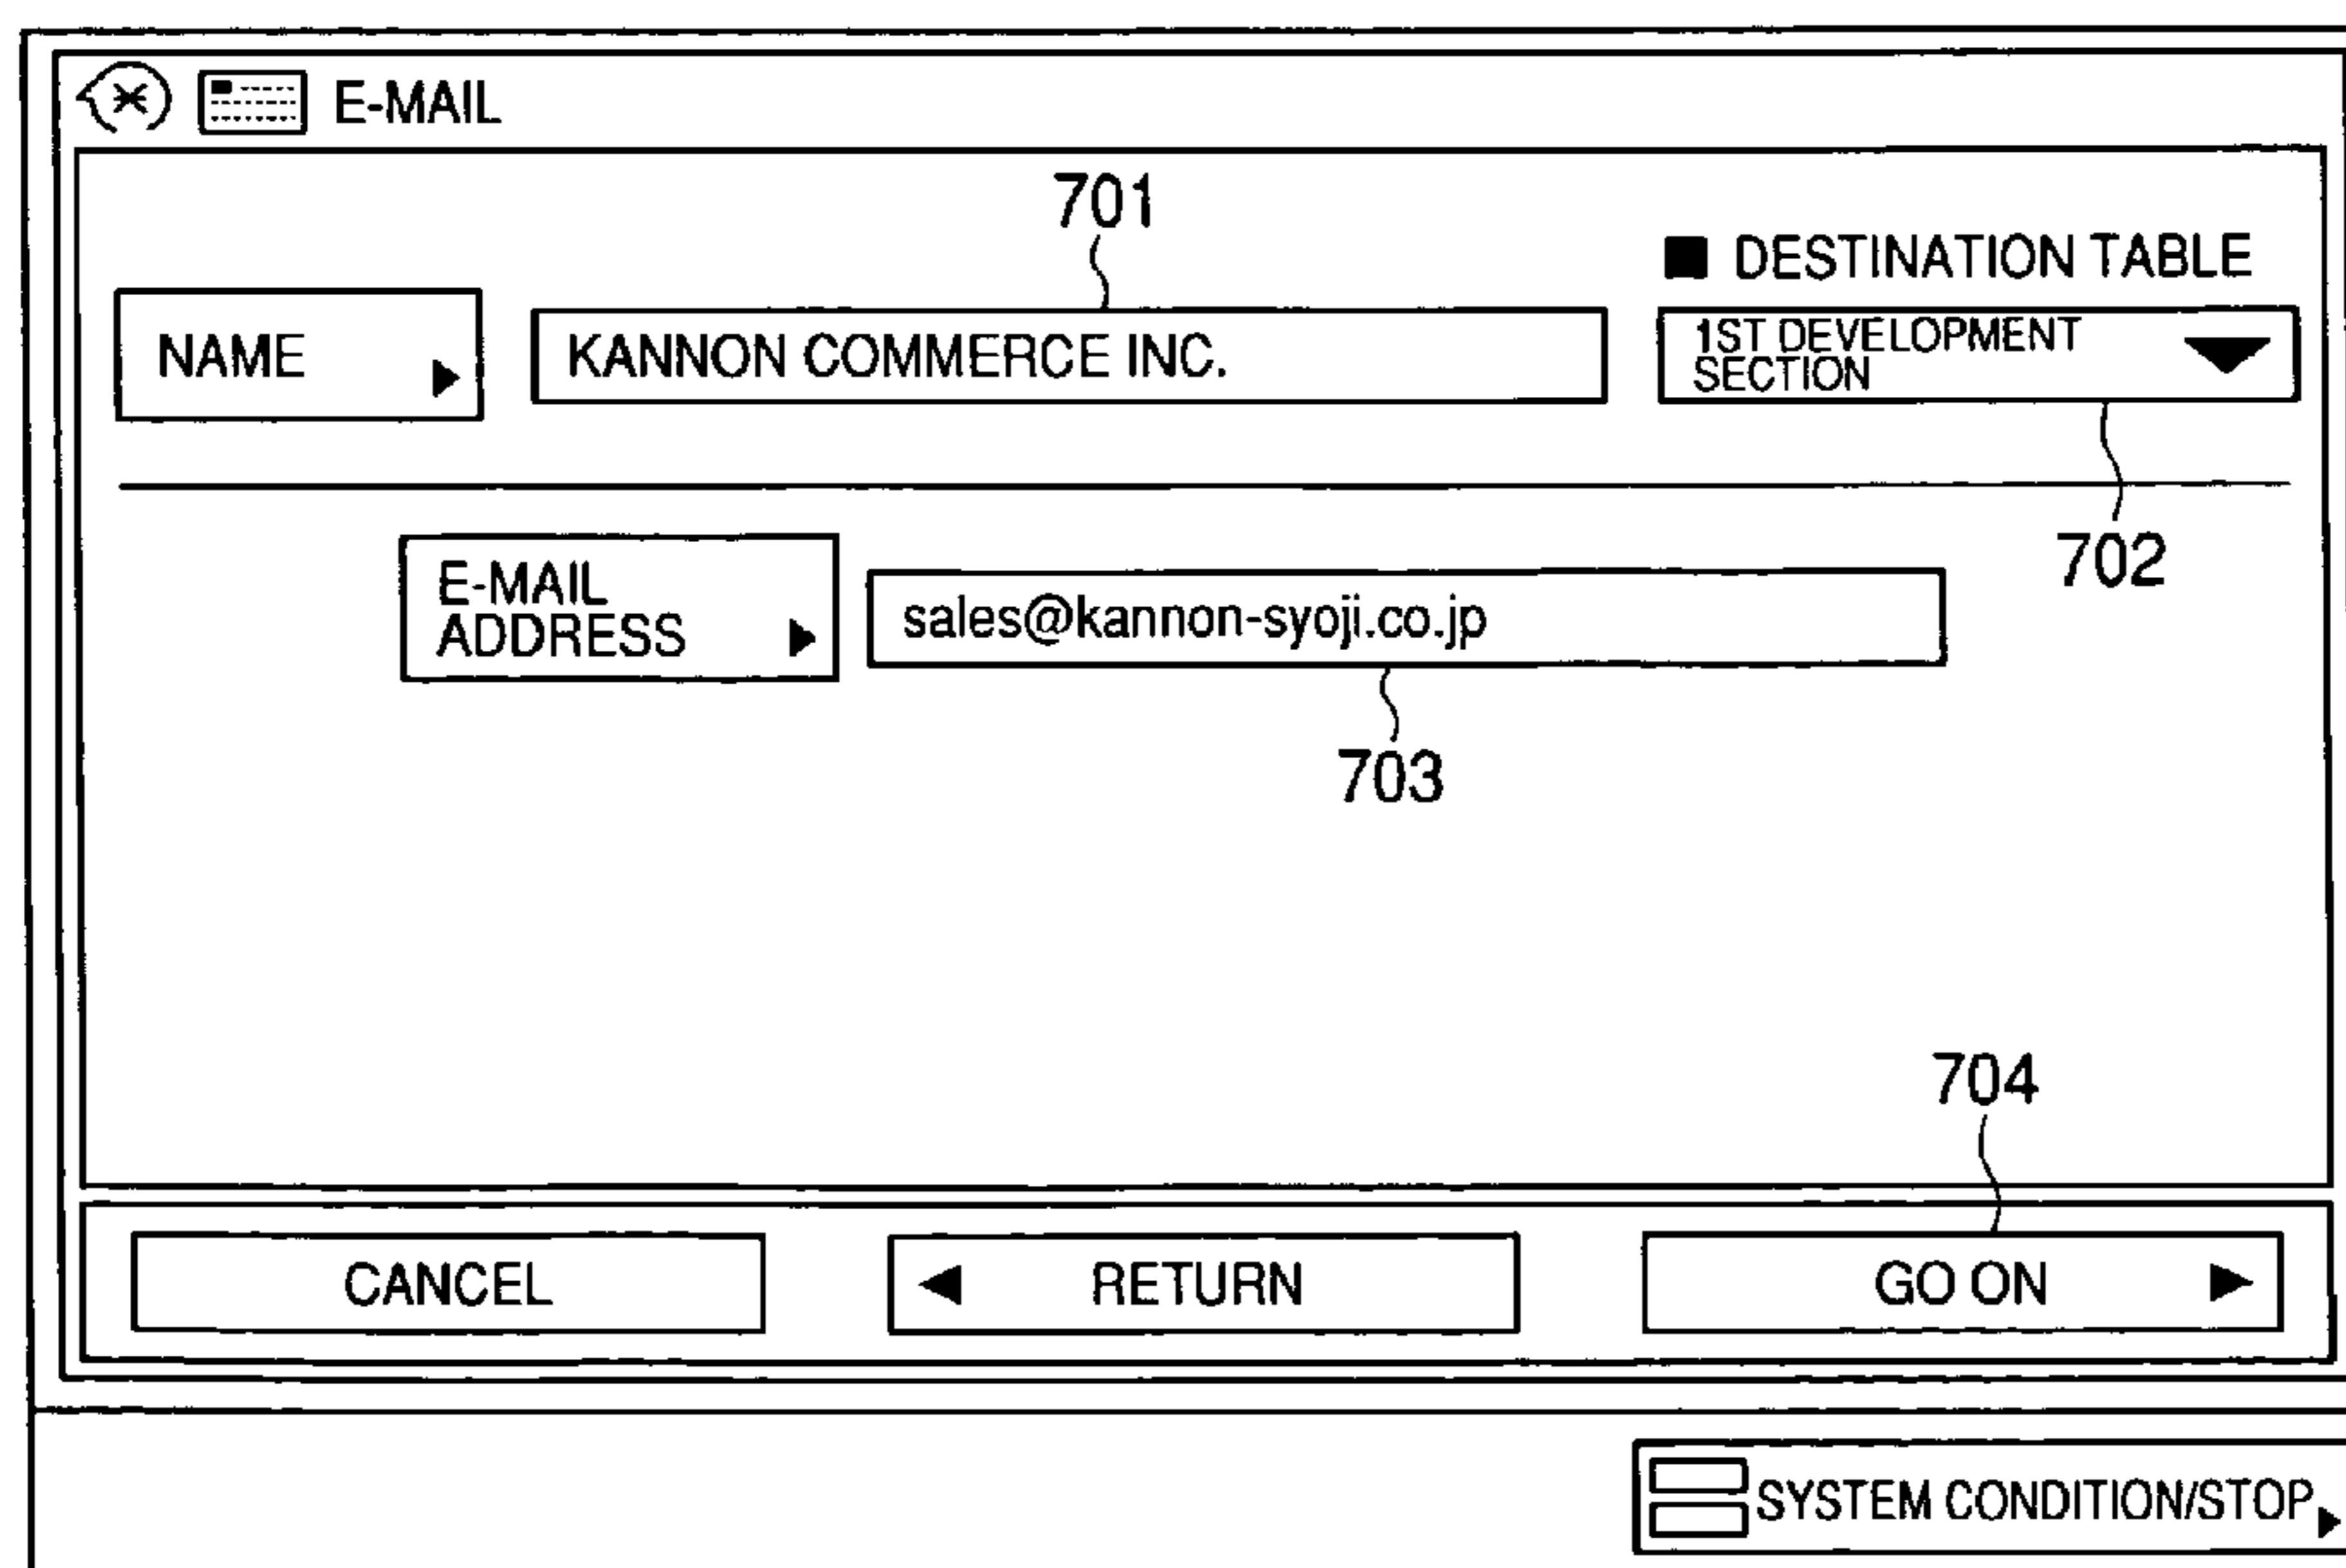 E-MAIL
701
■ DESTINATION TABLE
NAME
KANNON COMMERCE INC.
1ST DEVELOPMENT
SECTION
702
E-MAIL
ADDRESS
sales@kannon-syoji.co.jp
703
704
CANCEL
RETURN
GO ON
SYSTEM CONDITION/STOP